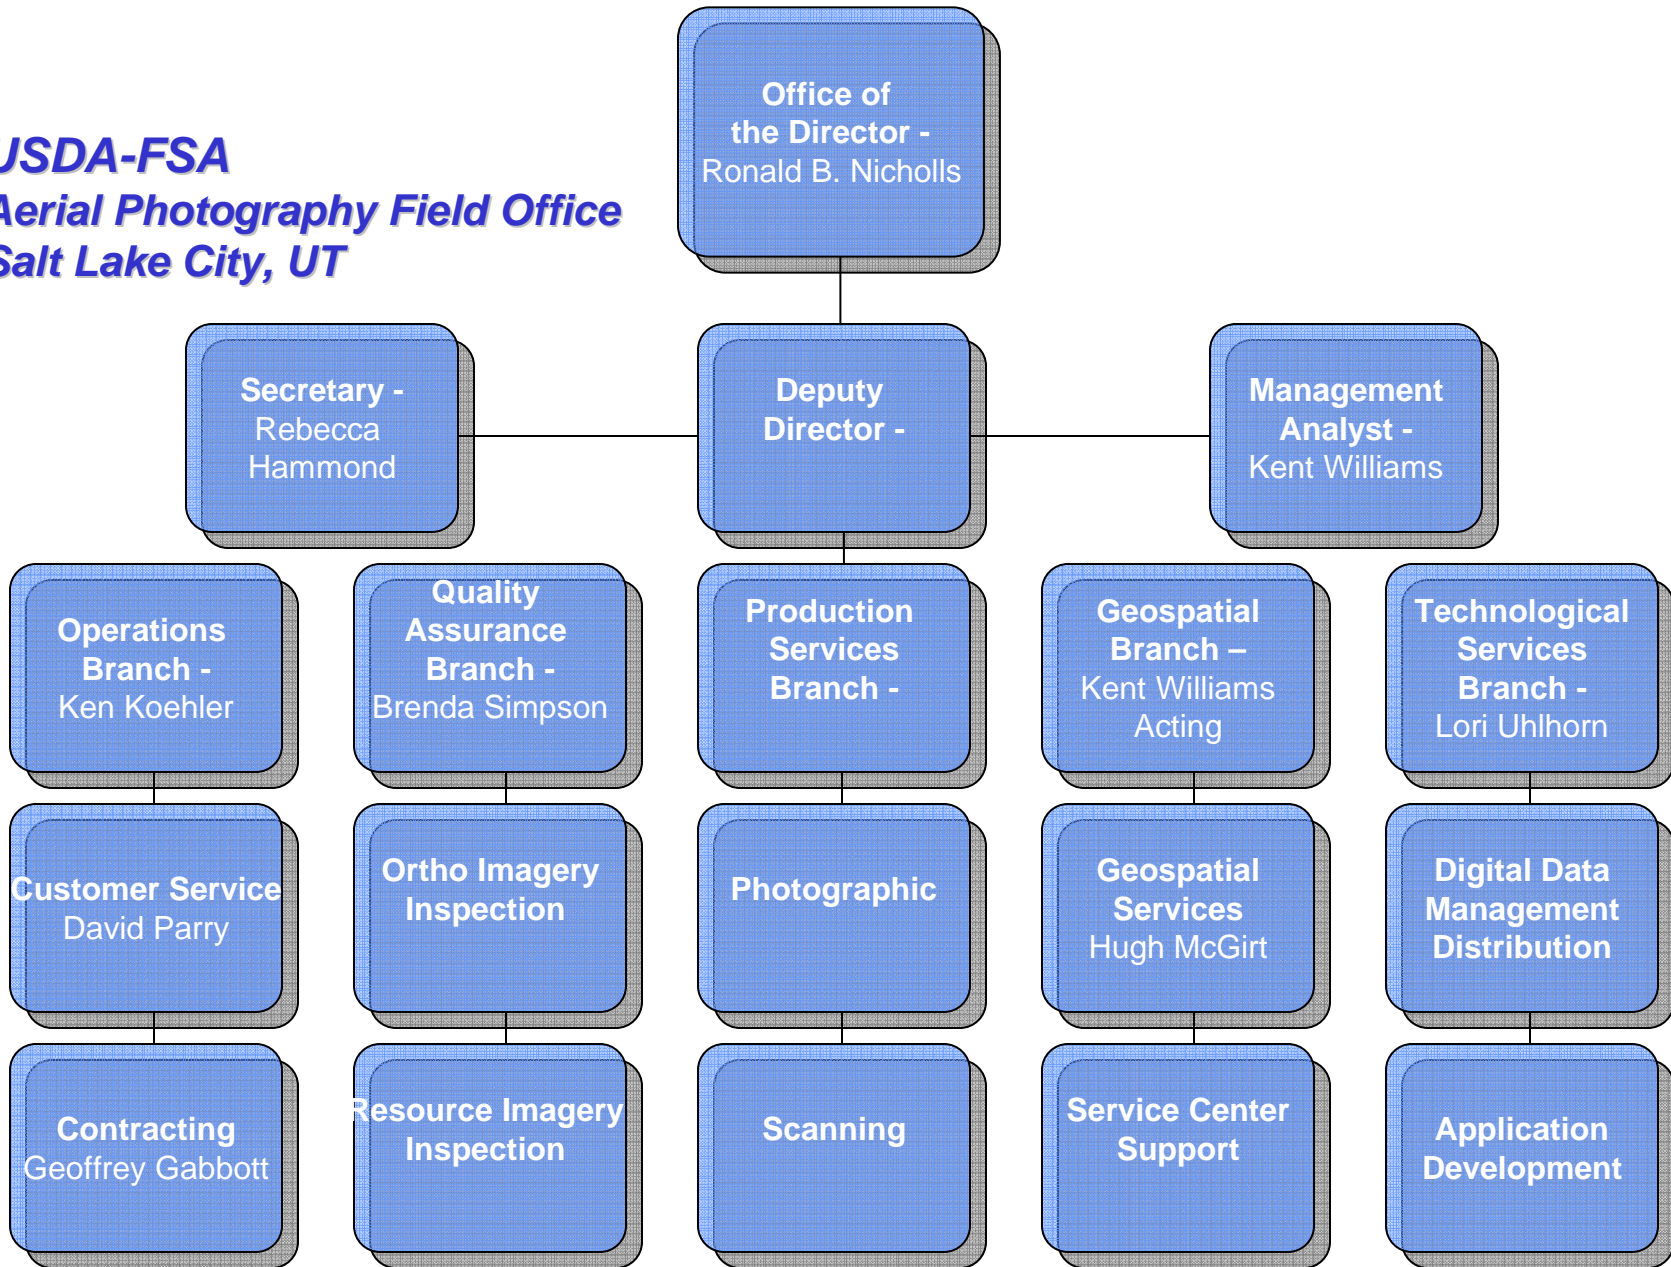 USDA-FSA
Aerial Photography Field Office
Salt Lake City, UT
Office of
the Director -
Ronald B. Nicholls
Secretary -
Rebecca
Hammond
Deputy
Director -
Management
Analyst -
Kent Williams
Operations
Branch -
Ken Koehler
Quality
Assurance
Branch -
Brenda Simpson
Production
Services
Branch -
Geospatial
Branch –
Kent Williams
Acting
Technological
Services
Branch -
Lori Uhlhorn
Customer Service
David Parry
Ortho Imagery
Inspection
Photographic
Geospatial
Services
Hugh McGirt
Digital Data
Management
Distribution
Contracting
Geoffrey Gabbott
Resource Imagery
Inspection
Scanning
Service Center
Support
Application
Development